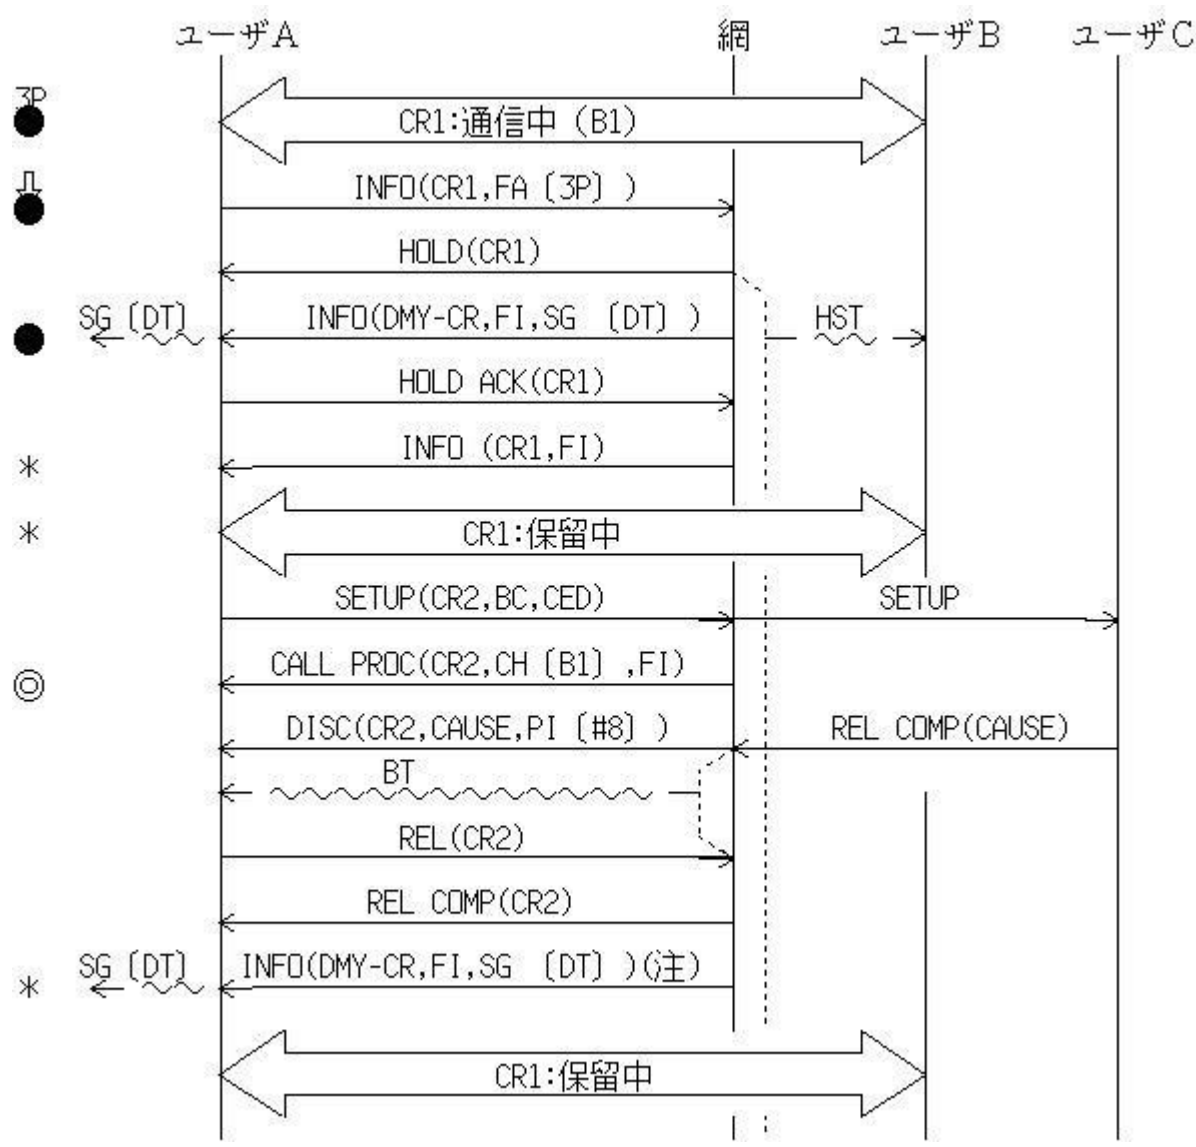 ユーザA 網 ユーザB ユーザC
3P
CR1:通信中 (B1)
INFO(CR1,FA [3P] )
HOLD(CR1)
SG [DT] INFO(DMY-CR,FI,SG [DT] ) HST
HOLD ACK(CR1)
INFO (CR1,FI)
*
CR1:保留中
*
SETUP(CR2,BC,CED) SETUP
CALL PROC(CR2,CH [B1] ,FI)
◎
DISC(CR2,CAUSE,PI [#8] ) REL COMP(CAUSE)
BT
REL(CR2)
REL COMP(CR2)
SG [DT] INFO(DMY-CR,FI,SG [DT] )(注)
*
CR1:保留中